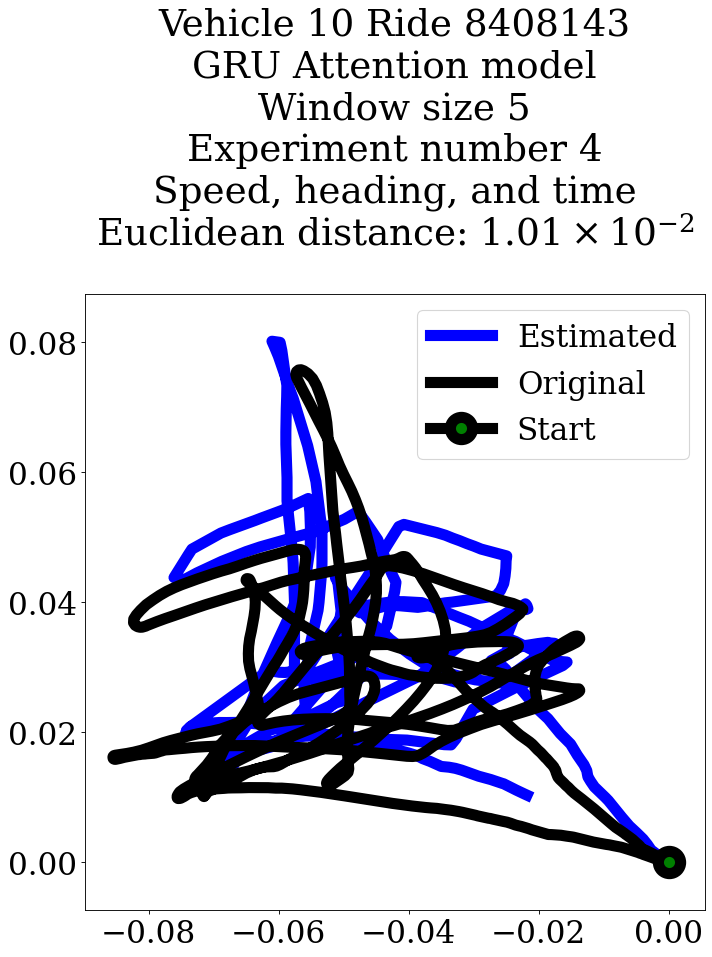 Vehicle 10 Ride 8408143
GRU Attention model
Window size 5
Experiment number 4
Speed, heading, and time
Euclidean distance: 1.01 × 10⁻²
Estimated
Original
Start
0.08
0.06
0.04
0.02
0.00
−0.08 −0.06 −0.04 −0.02 0.00